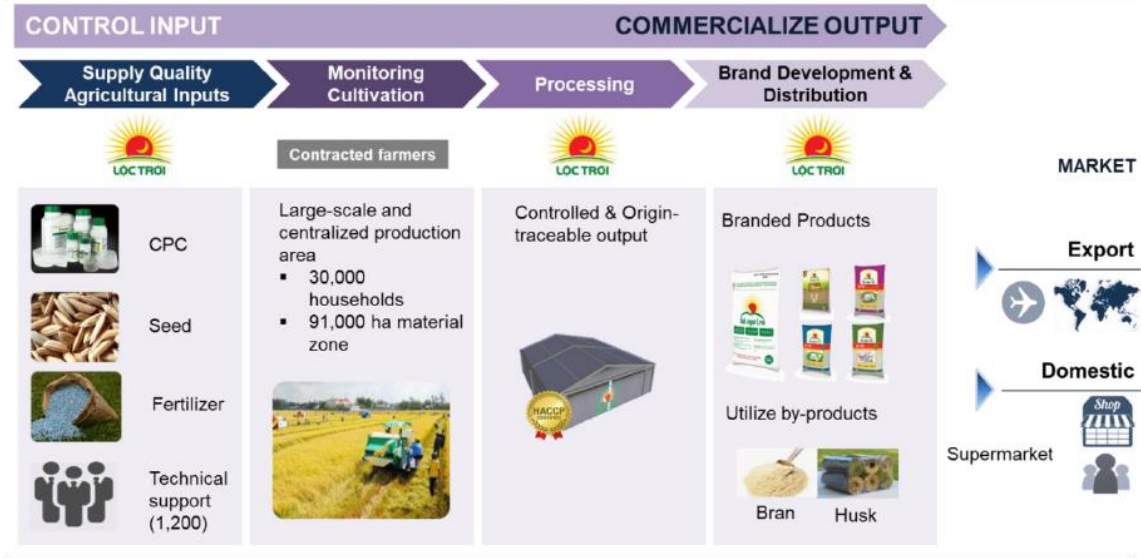 CONTROL INPUT
COMMERCIALIZE OUTPUT
Supply Quality
Agricultural Inputs
Monitoring
Cultivation
Processing
Brand Development &
Distribution
LỘC TRỜI
Contracted farmers
LỘC TRỜI
LỘC TRỜI
MARKET
CPC
Seed
Fertilizer
Technical
support
(1,200)
Large-scale and
centralized production
area
▪ 30,000
households
▪ 91,000 ha material
zone
Controlled & Origin-
traceable output
HACCP
Branded Products
Utilize by-products
Bran
Husk
Export
Domestic
Shop
Supermarket